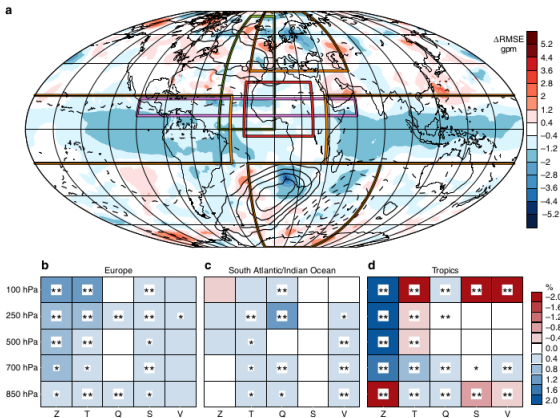 a
ΔRMSE
gpm
5.2
4.4
3.6
2.8
2
1.2
0.4
−0.4
−1.2
−2
−2.8
−3.6
−4.4
−5.2
b Europe c South Atlantic/Indian Ocean d Tropics
100 hPa ** ** ** ** ** ** ** ** **
250 hPa ** ** ** ** * ** ** * ** ** **
500 hPa ** ** ** * ** ** **
700 hPa * * ** * ** ** ** ** * **
850 hPa * ** ** * * * ** ** ** ** ** **
Z T Q S V Z T Q S V Z T Q S V
%
−2.0
−1.6
−1.2
−0.8
−0.4
0.0
0.4
0.8
1.2
1.6
2.0